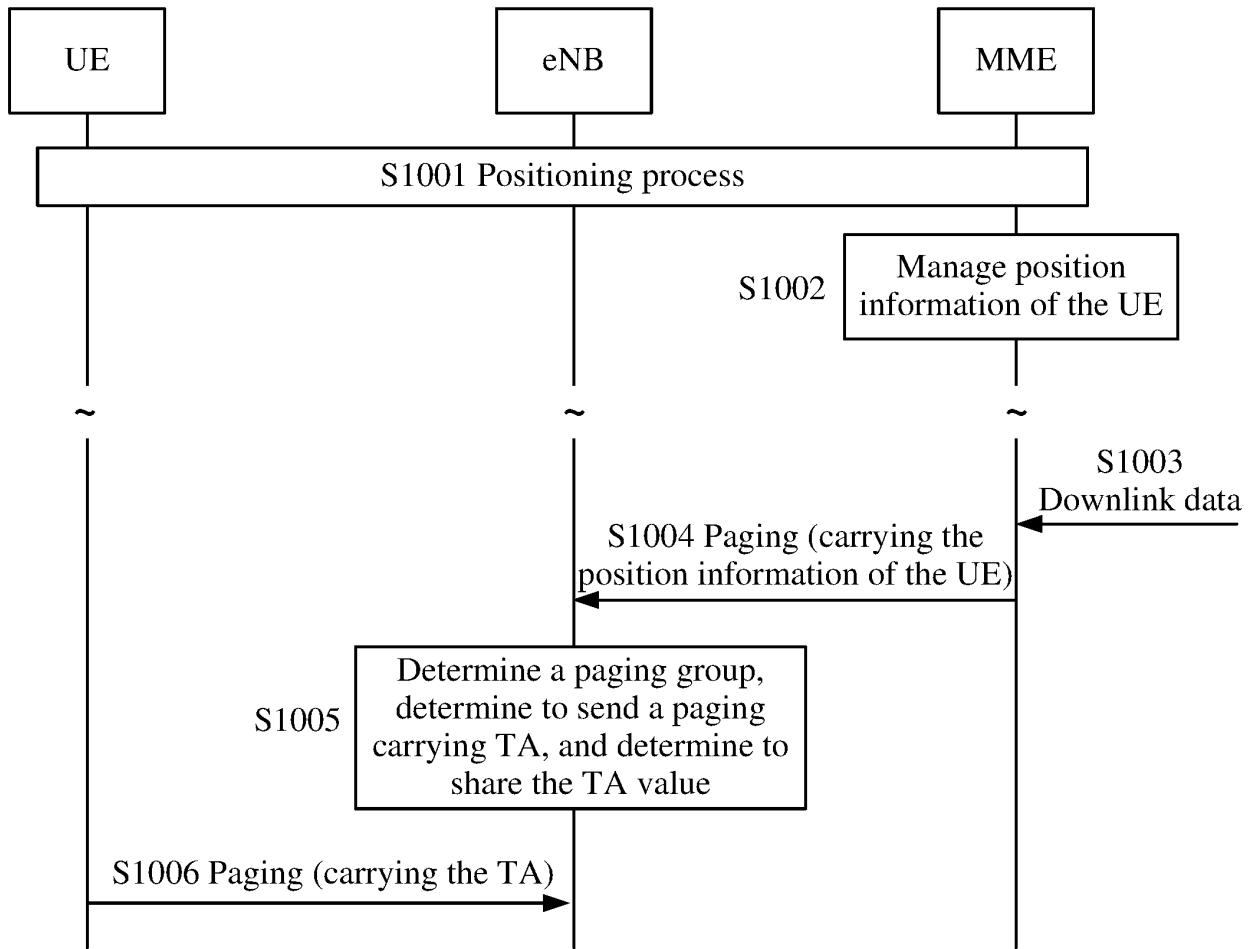 UE
eNB
MME
S1001 Positioning process
S1002
Manage position
information of the UE
~
~
~
S1003
Downlink data
S1004 Paging (carrying the
position information of the UE)
S1005
Determine a paging group,
determine to send a paging
carrying TA, and determine to
share the TA value
S1006 Paging (carrying the TA)